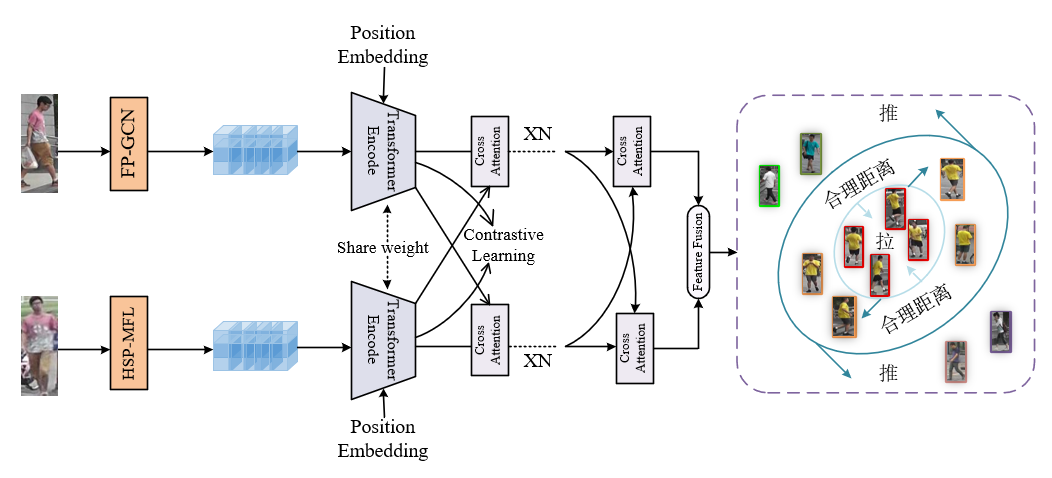 Position
Embedding
FP-GCN
Transformer
Encode
Cross
Attention
XN
Cross
Attention
Share weight
Contrastive
Learning
Feature Fusion
HSP-MFL
Transformer
Encode
Cross
Attention
XN
Cross
Attention
Position
Embedding
推
合理距离
拉
合理距离
推